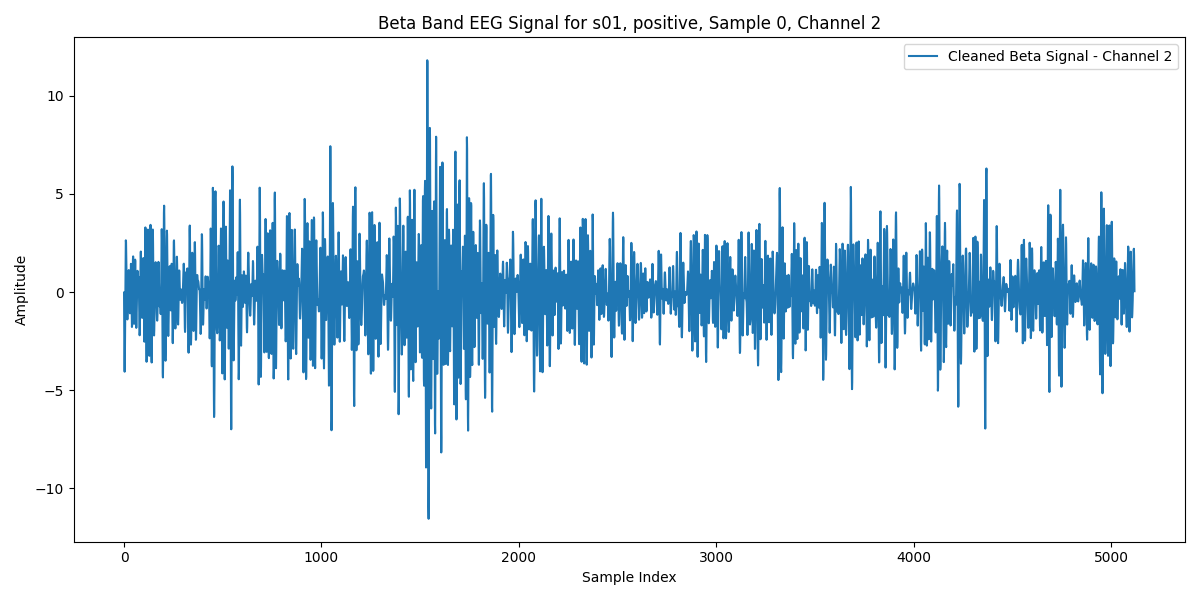 Beta Band EEG Signal for s01, positive, Sample 0, Channel 2
Cleaned Beta Signal - Channel 2
Amplitude
10
5
0
−5
−10
0 1000 2000 3000 4000 5000
Sample Index